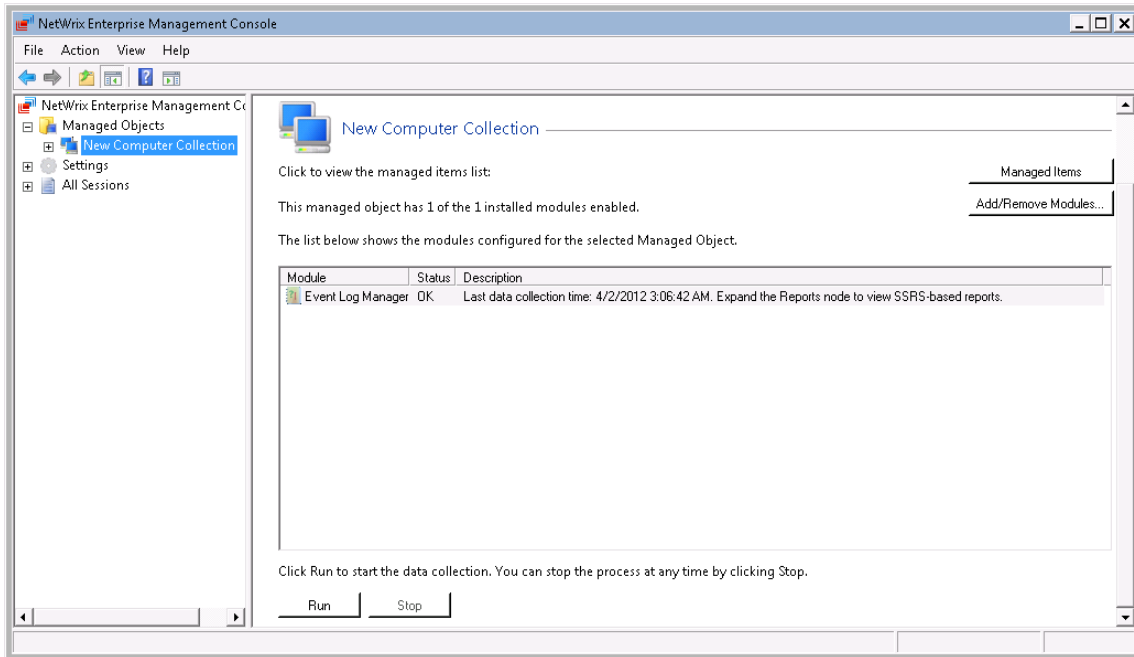 NetWrix Enterprise Management Console
File Action View Help
NetWrix Enterprise Management Co
Managed Objects
New Computer Collection
Settings
All Sessions
New Computer Collection
Click to view the managed items list:
Managed Items
This managed object has 1 of the 1 installed modules enabled.
Add/Remove Modules...
The list below shows the modules configured for the selected Managed Object.
Module Status Description
Event Log Manager OK Last data collection time: 4/2/2012 3:06:42 AM. Expand the Reports node to view SSRS-based reports.
Click Run to start the data collection. You can stop the process at any time by clicking Stop.
Run Stop